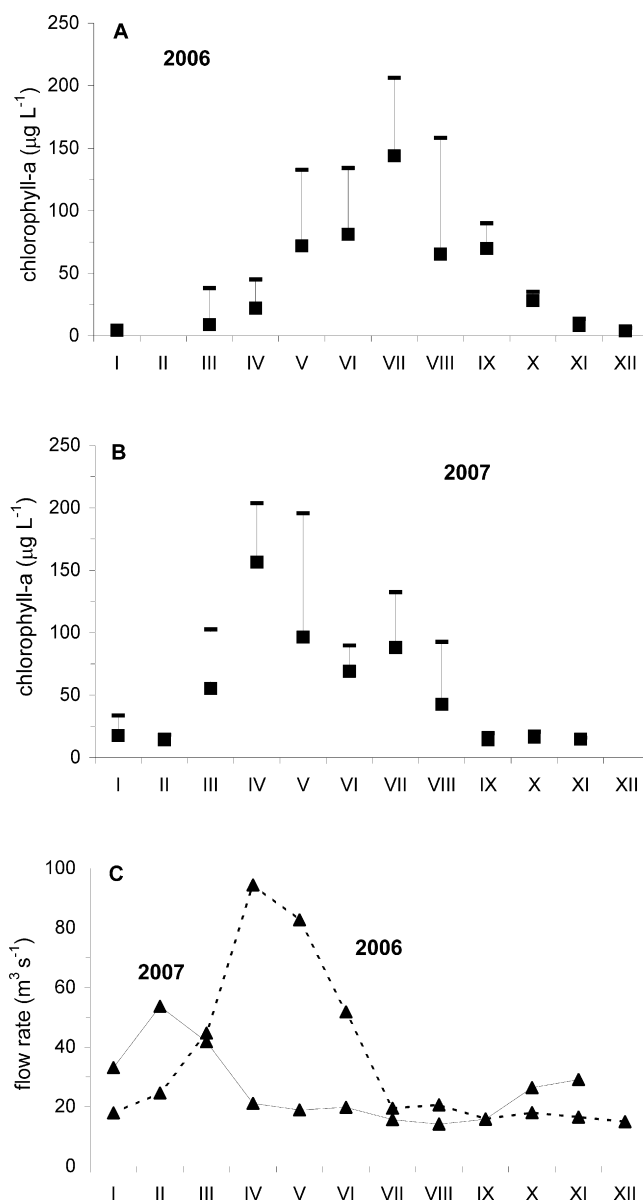 A
2006
chlorophyll-a (µg L⁻¹)
250
200
150
100
50
0
I II III IV V VI VII VIII IX X XI XII
B
2007
chlorophyll-a (µg L⁻¹)
250
200
150
100
50
0
I II III IV V VI VII VIII IX X XI XII
C
2007
2006
flow rate (m³ s⁻¹)
100
80
60
40
20
0
I II III IV V VI VII VIII IX X XI XII